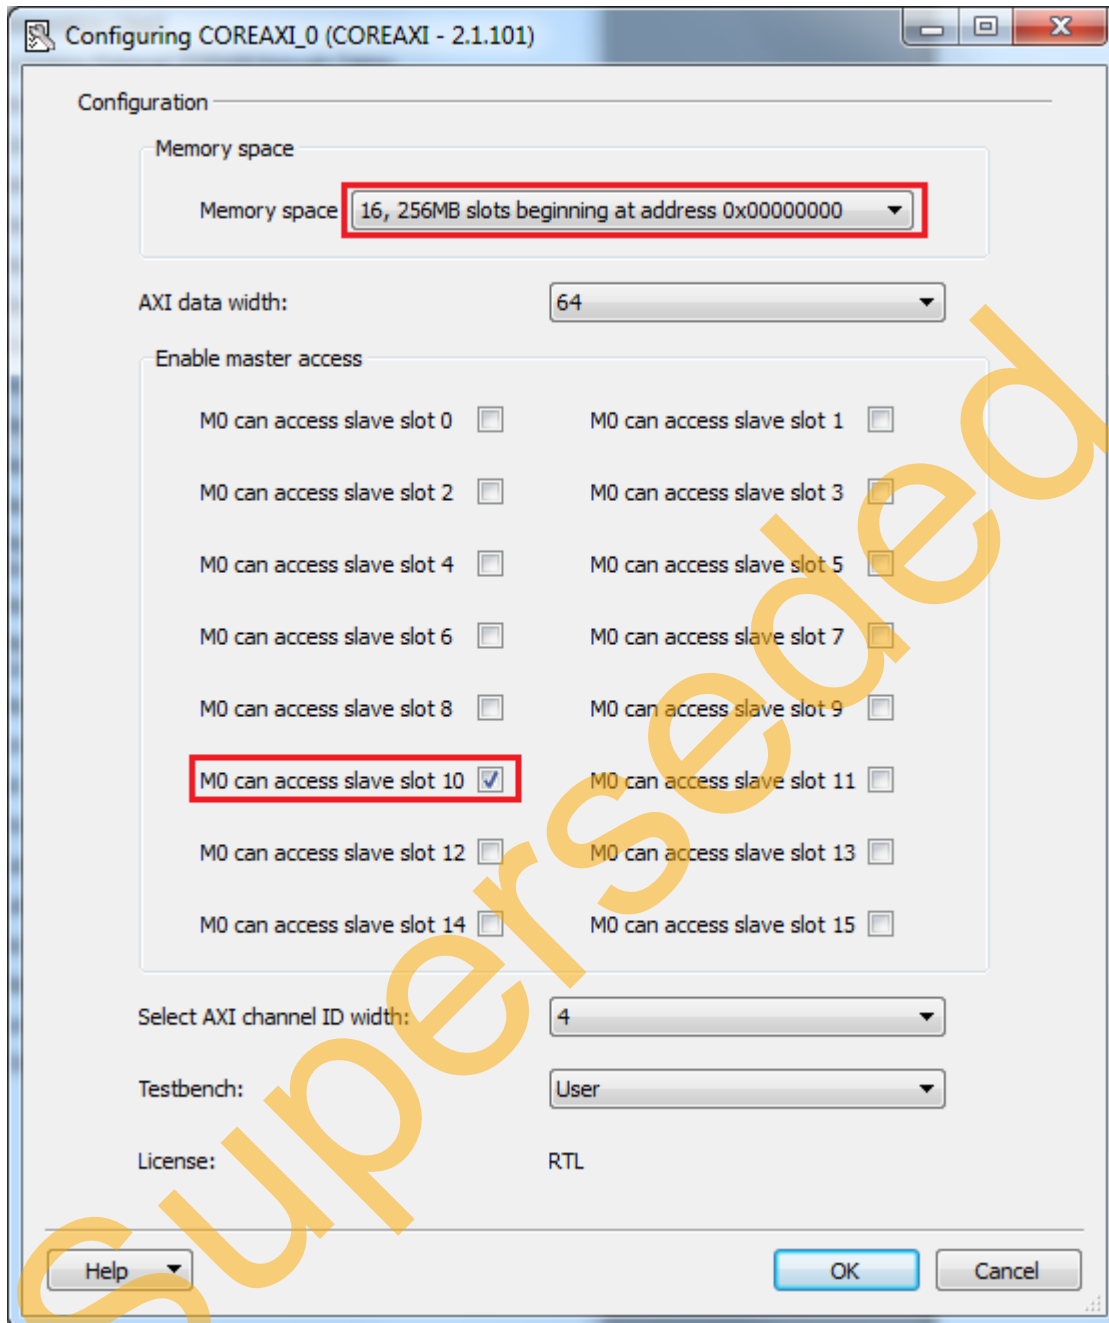 Configuring COREAXI_0 (COREAXI - 2.1.101)
Configuration
Memory space
Memory space 16, 256MB slots beginning at address 0x00000000
AXI data width: 64
Enable master access
M0 can access slave slot 0 M0 can access slave slot 1
M0 can access slave slot 2 M0 can access slave slot 3
M0 can access slave slot 4 M0 can access slave slot 5
M0 can access slave slot 6 M0 can access slave slot 7
M0 can access slave slot 8 M0 can access slave slot 9
M0 can access slave slot 10 M0 can access slave slot 11
M0 can access slave slot 12 M0 can access slave slot 13
M0 can access slave slot 14 M0 can access slave slot 15
Select AXI channel ID width: 4
Testbench: User
License: RTL
Help OK Cancel
Superseded